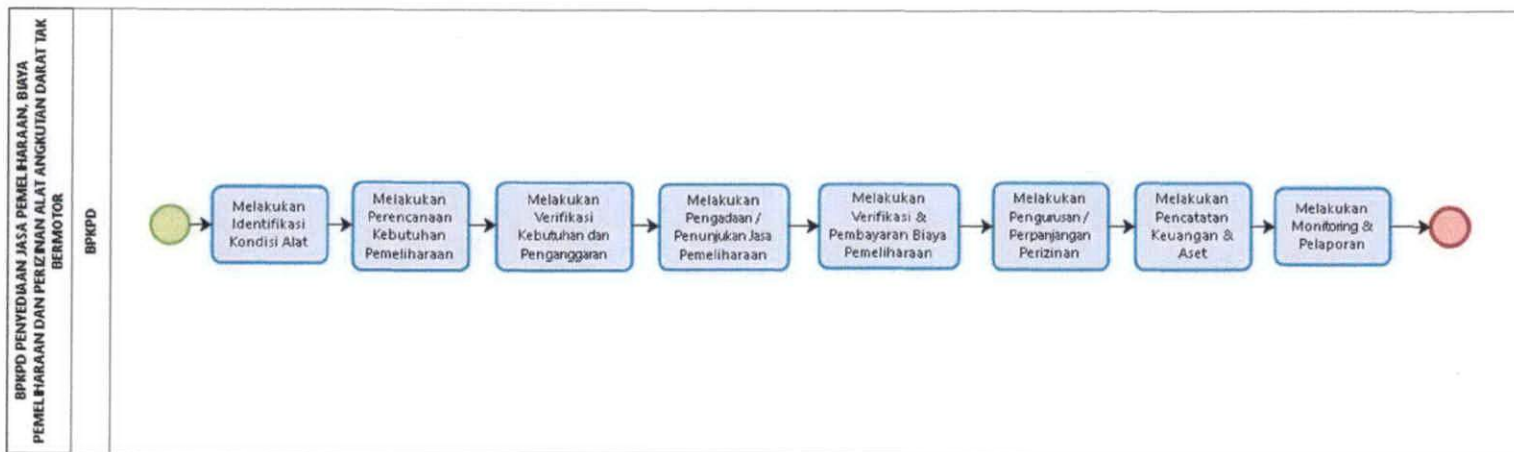 BPKPD PENYEDIAAN JASA PEMELIHARAAN, BIAYA
PEMELIHARAAN DAN PERIZINAN ALAT ANGKUTAN DARAT TAK
BERMOTOR
BPKPD
Melakukan
Identifikasi
Kondisi Alat
Melakukan
Perencanaan
Kebutuhan
Pemeliharaan
Melakukan
Verifikasi
Kebutuhan dan
Penganggaran
Melakukan
Pengadaan /
Penunjukan Jasa
Pemeliharaan
Melakukan
Verifikasi &
Pembayaran Biaya
Pemeliharaan
Melakukan
Pengurusan /
Perpanjangan
Perizinan
Melakukan
Pencatatan
Keuangan &
Aset
Melakukan
Monitoring &
Pelaporan